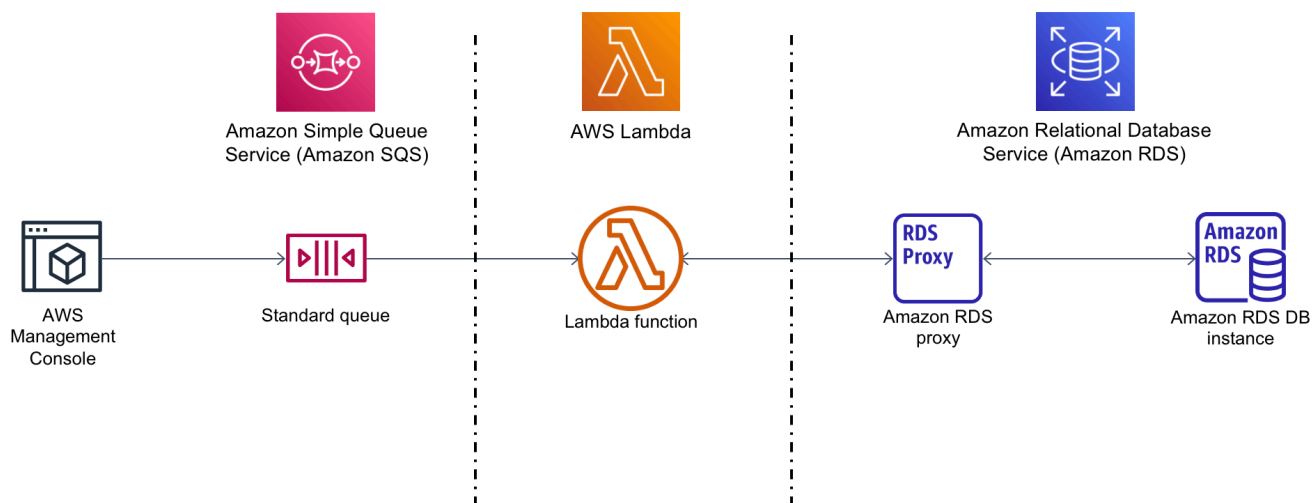 Amazon Simple Queue
Service (Amazon SQS)
AWS Lambda
Amazon Relational Database
Service (Amazon RDS)
RDS
Proxy
Amazon
RDS
AWS
Management
Console
Standard queue
Lambda function
Amazon RDS
proxy
Amazon RDS DB
instance